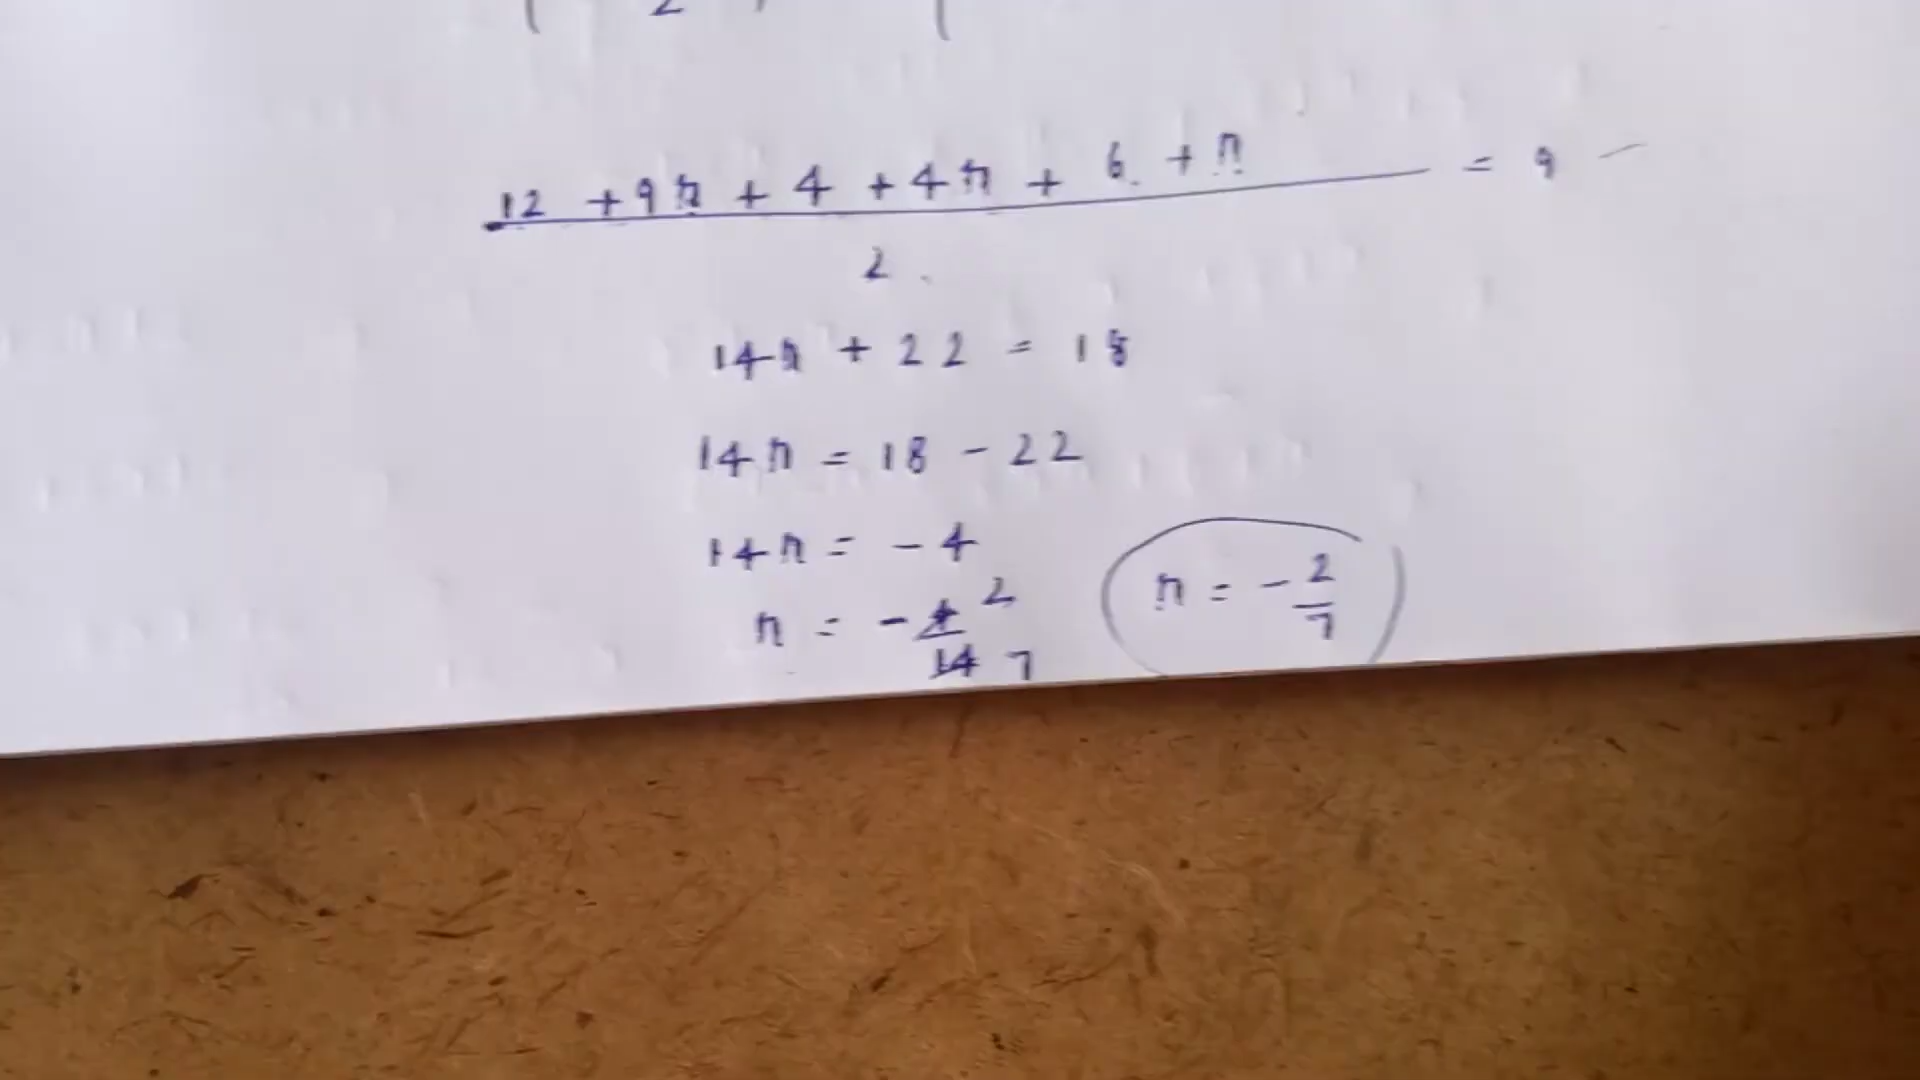 12 + 9n + 4 + 4n + 6 + n = 9
2
14n + 22 = 18
14n = 18 - 22
14n = -4
n = -4/14 2/7
n = -2/7